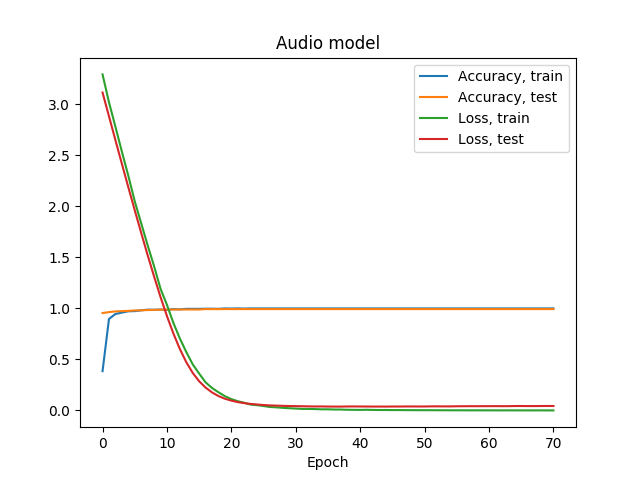 Audio model
Accuracy, train
Accuracy, test
Loss, train
Loss, test
3.0
2.5
2.0
1.5
1.0
0.5
0.0
0 10 20 30 40 50 60 70
Epoch